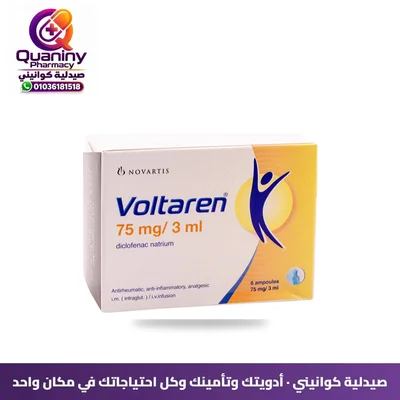 Quaniny
Pharmacy
صيدلية كوانيني
01036181518
NOVARTIS
Voltaren®
75 mg/ 3 ml
diclofenac natrium
Antirheumatic, anti-inflammatory, analgesic
i.m. ( intraglut. ) / i.v.infusion
6 ampoules
75 mg/ 3 ml
صيدلية كوانيني - أدويتك وتأمينك وكل احتياجاتك في مكان واحد